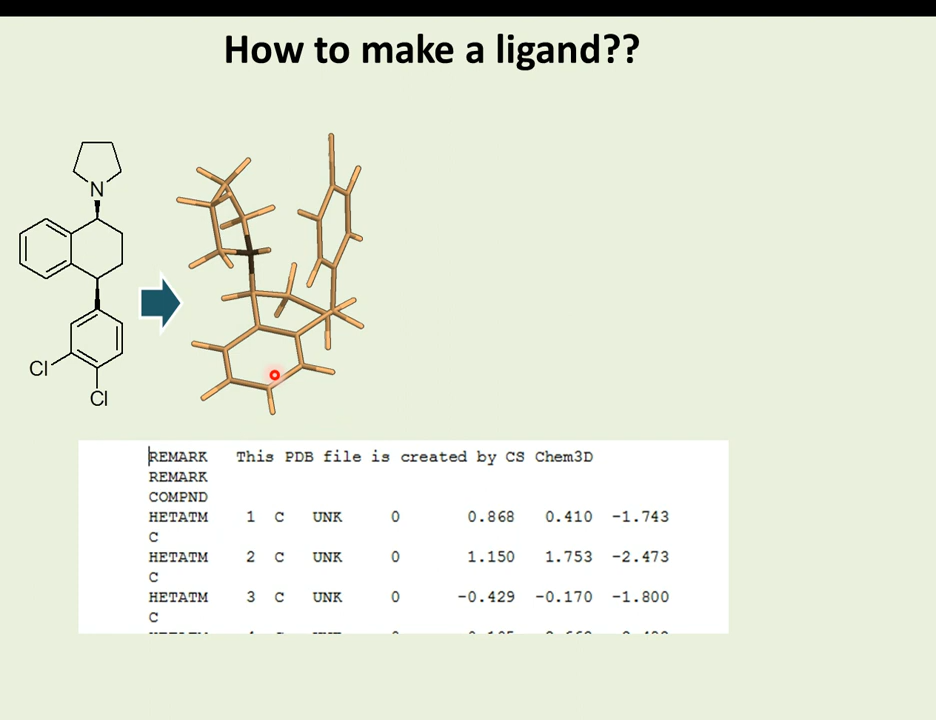 How to make a ligand??
N
Cl
Cl
REMARK This PDB file is created by CS Chem3D
REMARK
COMPND
HETATM 1 C UNK 0 0.868 0.410 -1.743
C
HETATM 2 C UNK 0 1.150 1.753 -2.473
C
HETATM 3 C UNK 0 -0.429 -0.170 -1.800
C